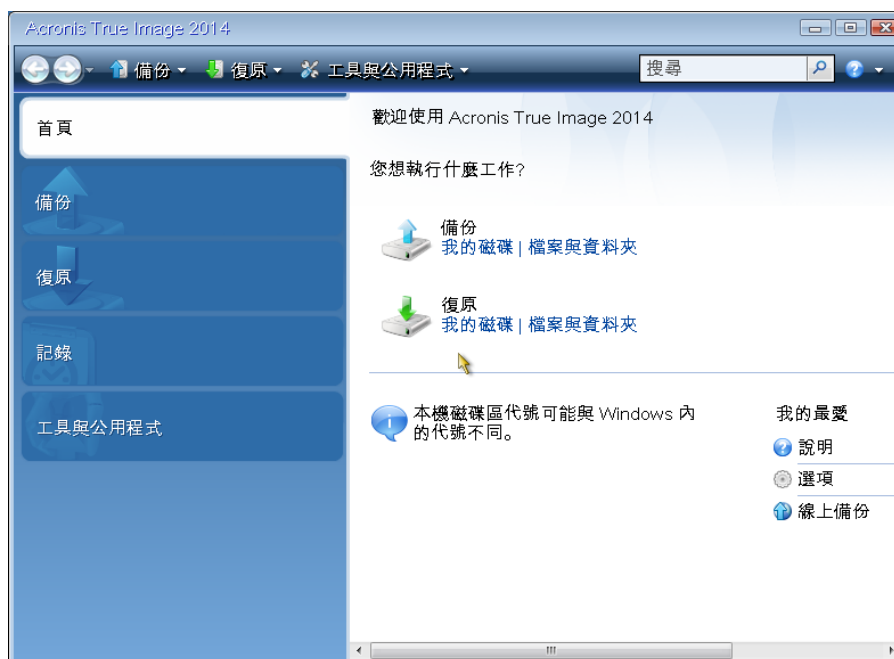 Acronis True Image 2014
備份 復原 工具與公用程式 搜尋
首頁
備份
復原
記錄
工具與公用程式
歡迎使用 Acronis True Image 2014
您想執行什麼工作?
備份
我的磁碟 | 檔案與資料夾
復原
我的磁碟 | 檔案與資料夾
本機磁碟區代號可能與 Windows 內
的代號不同。
我的最愛
說明
選項
線上備份